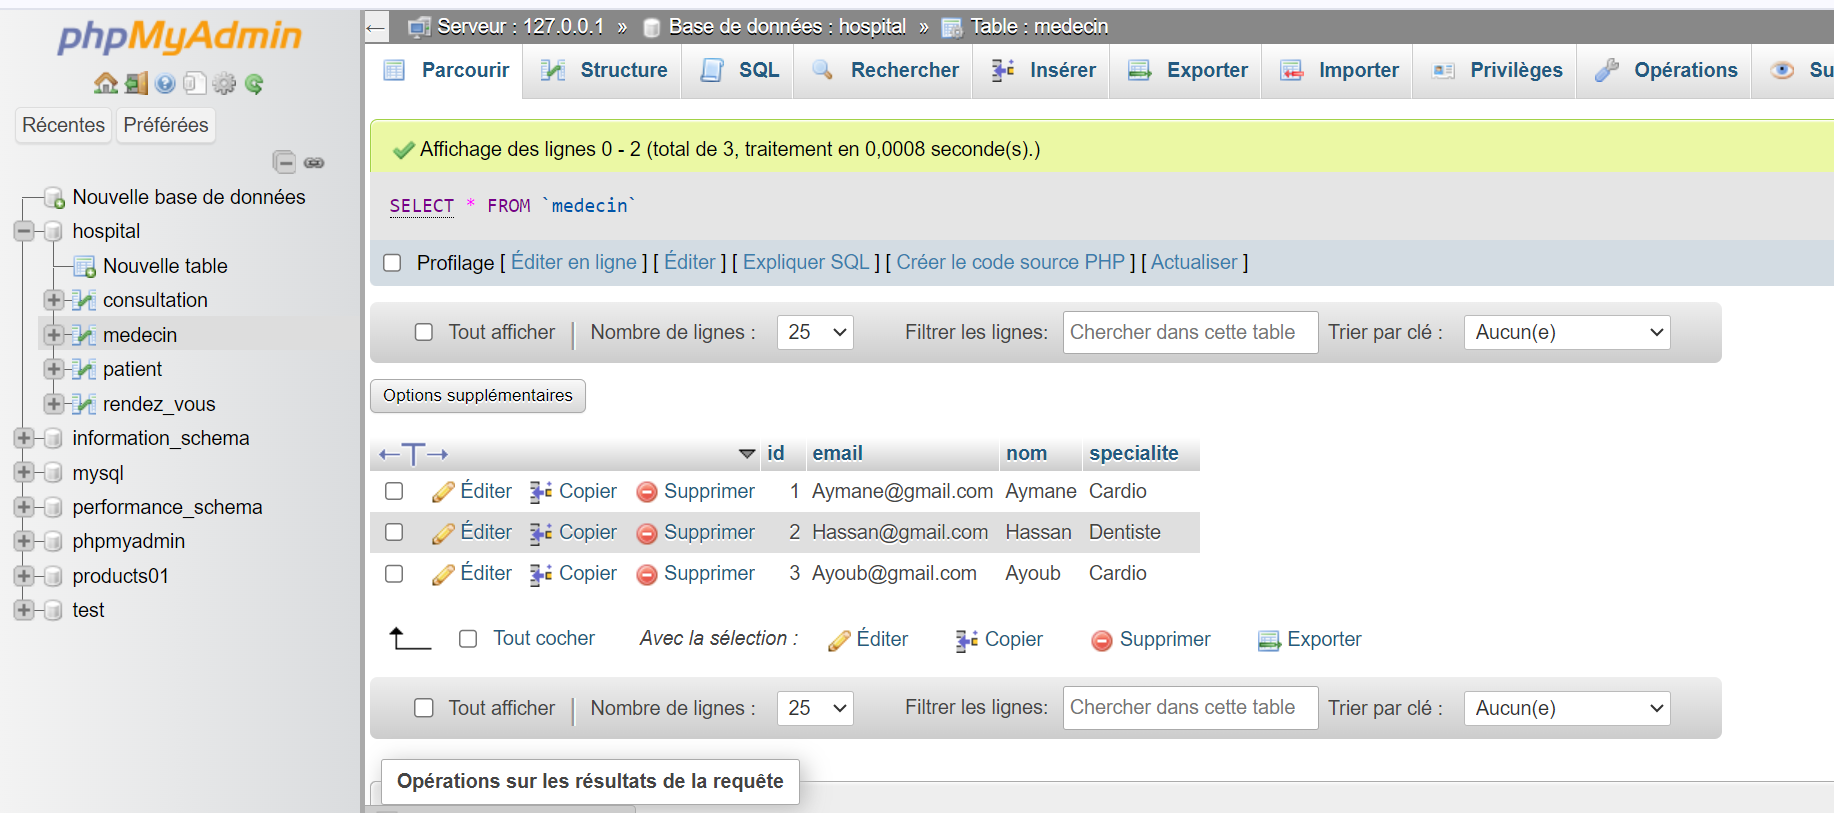 phpMyAdmin
Récentes Préférées
Nouvelle base de données
hospital
Nouvelle table
consultation
medecin
patient
rendez_vous
information_schema
mysql
performance_schema
phpmyadmin
products01
test
Serveur : 127.0.0.1 » Base de données : hospital » Table : medecin
Parcourir Structure SQL Rechercher Insérer Exporter Importer Privilèges Opérations Su
Affichage des lignes 0 - 2 (total de 3, traitement en 0,0008 seconde(s).)
SELECT * FROM `medecin`
Profilage [ Éditer en ligne ] [ Éditer ] [ Expliquer SQL ] [ Créer le code source PHP ] [ Actualiser ]
Tout afficher Nombre de lignes : 25 Filtrer les lignes: Chercher dans cette table Trier par clé : Aucun(e)
Options supplémentaires
id email nom specialite
Éditer Copier Supprimer 1 Aymane@gmail.com Aymane Cardio
Éditer Copier Supprimer 2 Hassan@gmail.com Hassan Dentiste
Éditer Copier Supprimer 3 Ayoub@gmail.com Ayoub Cardio
Tout cocher Avec la sélection : Éditer Copier Supprimer Exporter
Tout afficher Nombre de lignes : 25 Filtrer les lignes: Chercher dans cette table Trier par clé : Aucun(e)
Opérations sur les résultats de la requête